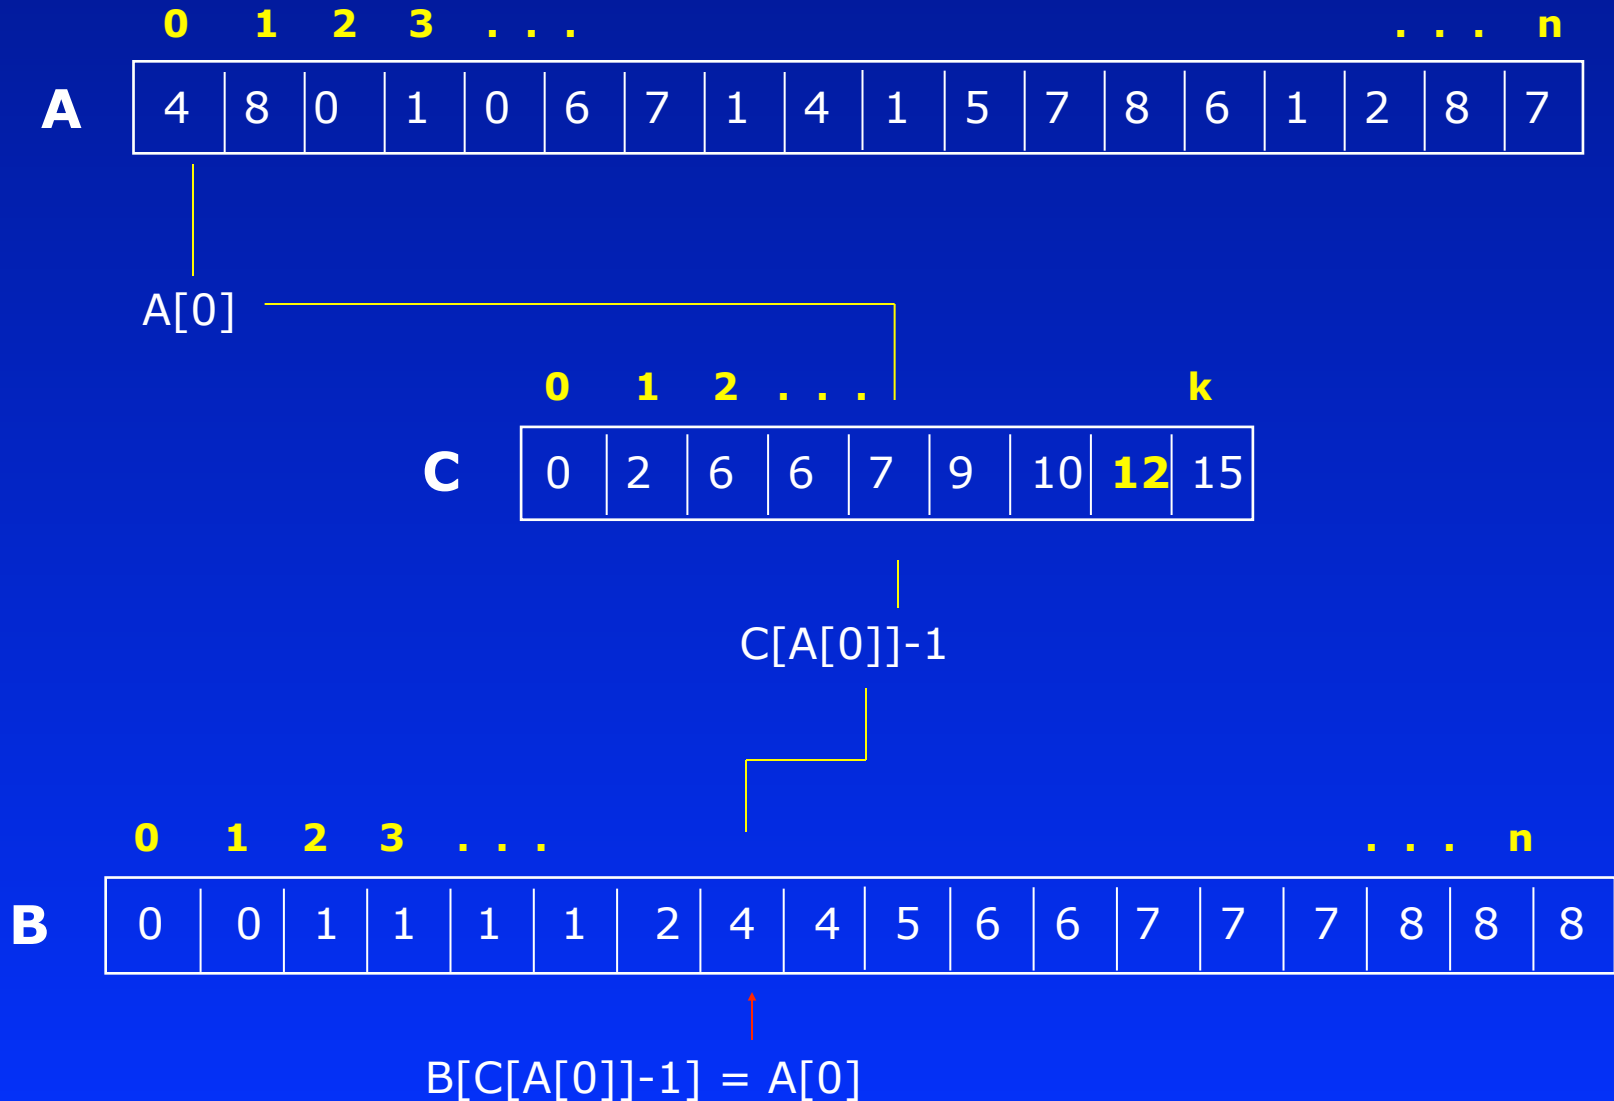 0 1 2 3 . . . . . . n
A 4 8 0 1 0 6 7 1 4 1 5 7 8 6 1 2 8 7
A[0]
0 1 2 . . . k
C 0 2 6 6 7 9 10 12 15
C[A[0]]-1
0 1 2 3 . . . . . . n
B 0 0 1 1 1 1 2 4 4 5 6 6 7 7 7 8 8 8
B[C[A[0]]-1] = A[0]